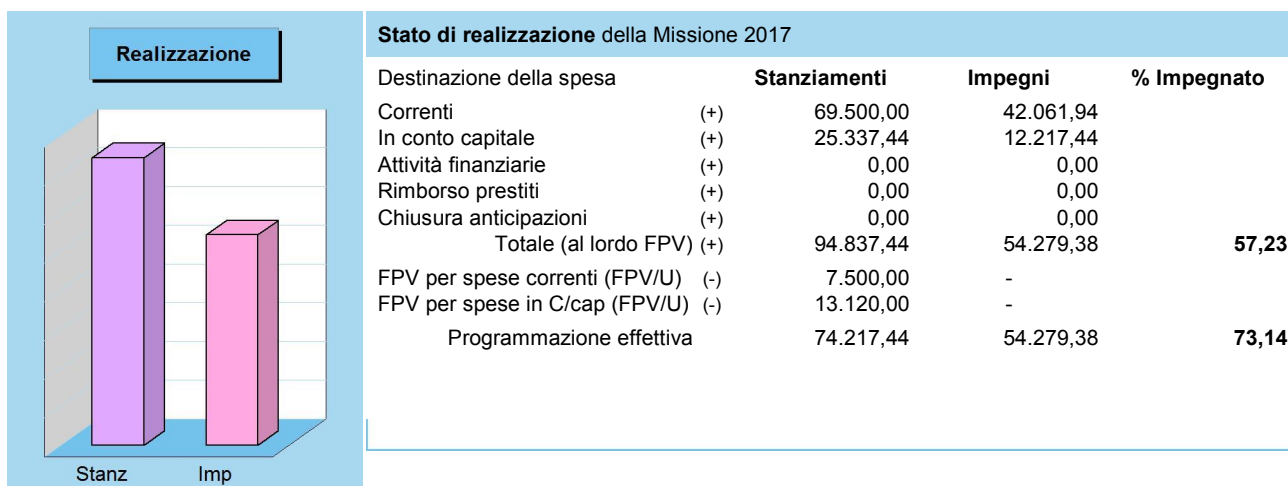 Realizzazione
Stanz Imp
Stato di realizzazione della Missione 2017
Destinazione della spesa Stanziamenti Impegni % Impegnato
Correnti (+) 69.500,00 42.061,94
In conto capitale (+) 25.337,44 12.217,44
Attività finanziarie (+) 0,00 0,00
Rimborso prestiti (+) 0,00 0,00
Chiusura anticipazioni (+) 0,00 0,00
Totale (al lordo FPV) (+) 94.837,44 54.279,38 57,23
FPV per spese correnti (FPV/U) (-) 7.500,00 -
FPV per spese in C/cap (FPV/U) (-) 13.120,00 -
Programmazione effettiva 74.217,44 54.279,38 73,14